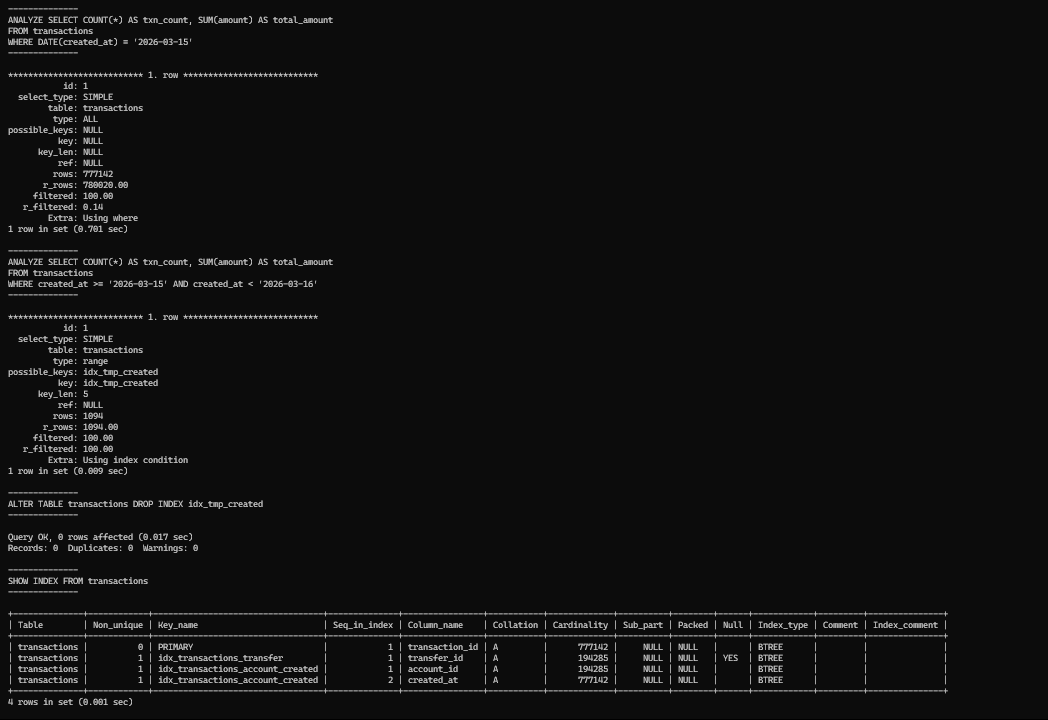 --------------
ANALYZE SELECT COUNT(*) AS txn_count, SUM(amount) AS total_amount
FROM transactions
WHERE DATE(created_at) = '2026-03-15'
--------------

*************************** 1. row ***************************
           id: 1
  select_type: SIMPLE
        table: transactions
         type: ALL
possible_keys: NULL
          key: NULL
      key_len: NULL
          ref: NULL
         rows: 777142
       r_rows: 780020.00
     filtered: 100.00
   r_filtered: 0.14
        Extra: Using where
1 row in set (0.701 sec)

--------------
ANALYZE SELECT COUNT(*) AS txn_count, SUM(amount) AS total_amount
FROM transactions
WHERE created_at >= '2026-03-15' AND created_at < '2026-03-16'
--------------

*************************** 1. row ***************************
           id: 1
  select_type: SIMPLE
        table: transactions
         type: range
possible_keys: idx_tmp_created
          key: idx_tmp_created
      key_len: 5
          ref: NULL
         rows: 1094
       r_rows: 1094.00
     filtered: 100.00
   r_filtered: 100.00
        Extra: Using index condition
1 row in set (0.009 sec)

--------------
ALTER TABLE transactions DROP INDEX idx_tmp_created
--------------

Query OK, 0 rows affected (0.017 sec)
Records: 0  Duplicates: 0  Warnings: 0

--------------
SHOW INDEX FROM transactions
--------------

+--------------+------------+----------------------------------+--------------+----------------+-----------+-------------+----------+--------+------+------------+---------+---------------+
| Table        | Non_unique | Key_name                         | Seq_in_index | Column_name    | Collation | Cardinality | Sub_part | Packed | Null | Index_type | Comment | Index_comment |
+--------------+------------+----------------------------------+--------------+----------------+-----------+-------------+----------+--------+------+------------+---------+---------------+
| transactions |          0 | PRIMARY                          |            1 | transaction_id | A         |      777142 |     NULL | NULL   |      | BTREE      |         |               |
| transactions |          1 | idx_transactions_transfer        |            1 | transfer_id    | A         |      194285 |     NULL | NULL   | YES  | BTREE      |         |               |
| transactions |          1 | idx_transactions_account_created |            1 | account_id     | A         |      194285 |     NULL | NULL   |      | BTREE      |         |               |
| transactions |          1 | idx_transactions_account_created |            2 | created_at     | A         |      777142 |     NULL | NULL   |      | BTREE      |         |               |
+--------------+------------+----------------------------------+--------------+----------------+-----------+-------------+----------+--------+------+------------+---------+---------------+
4 rows in set (0.001 sec)